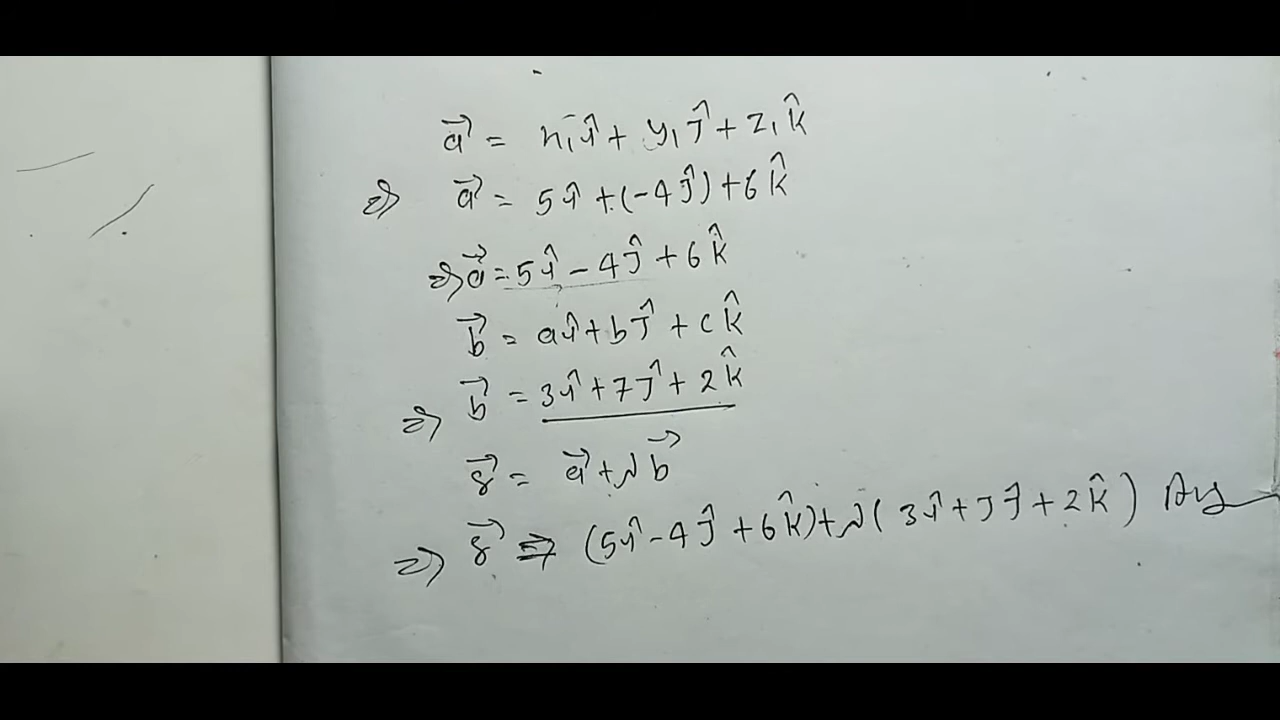 a⃗ = x₁î + y₁ĵ + z₁k̂
⇒ a⃗ = 5î + (-4ĵ) + 6k̂
⇒ a⃗ = 5î - 4ĵ + 6k̂
b⃗ = aî + bĵ + ck̂
⇒ b⃗ = 3î + 7ĵ + 2k̂
r⃗ = a⃗ + λb⃗
⇒ r⃗ ⇒ (5î - 4ĵ + 6k̂) + λ(3î + 7ĵ + 2k̂) Ans